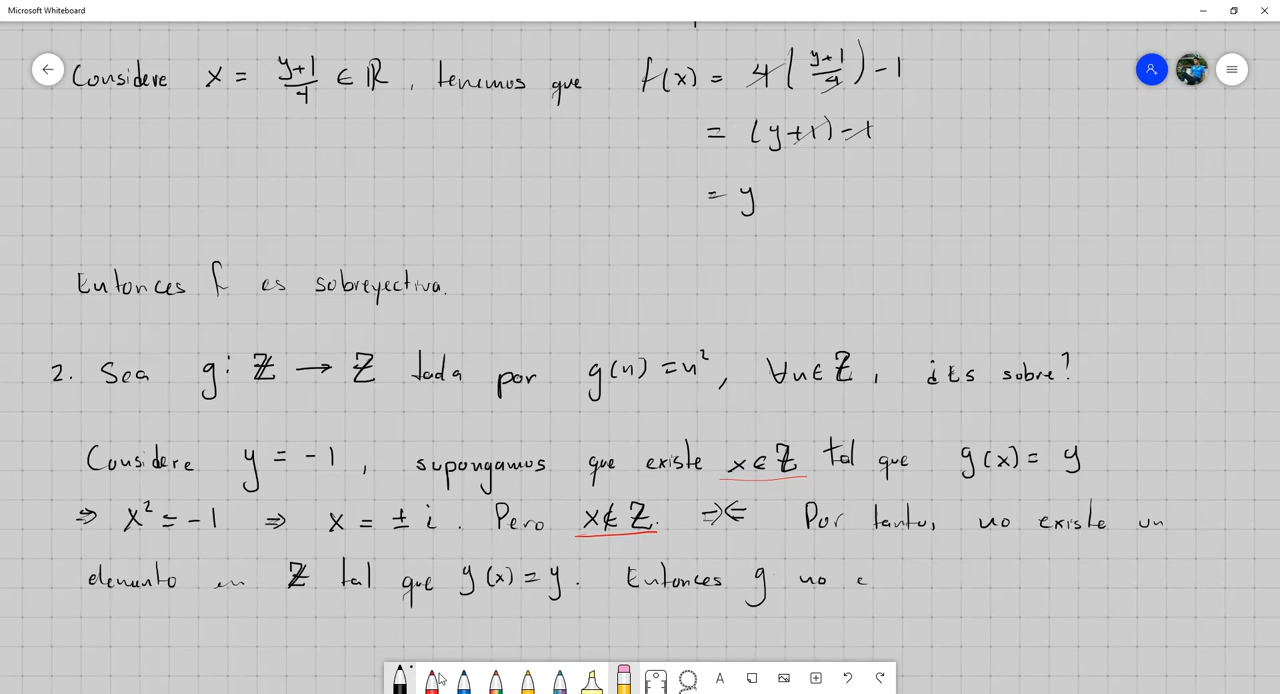 Microsoft Whiteboard
Considere x = y+1/4 ∈ ℝ, tenemos que f(x) = 4(y+1/4) - 1
= (y+1) - 1
= y
Entonces f es sobreyectiva.
2. Sea g: ℤ → ℤ dada por g(n) = n², ∀n∈ℤ, ¿Es sobre?
Considere y = -1, supongamos que existe x∈ℤ tal que g(x) = y
⇒ x² = -1 ⇒ x = ± i. Pero x∉ℤ. ⇒⇐ Por tanto, no existe un
elemento en ℤ tal que g(x) = y. Entonces g no e